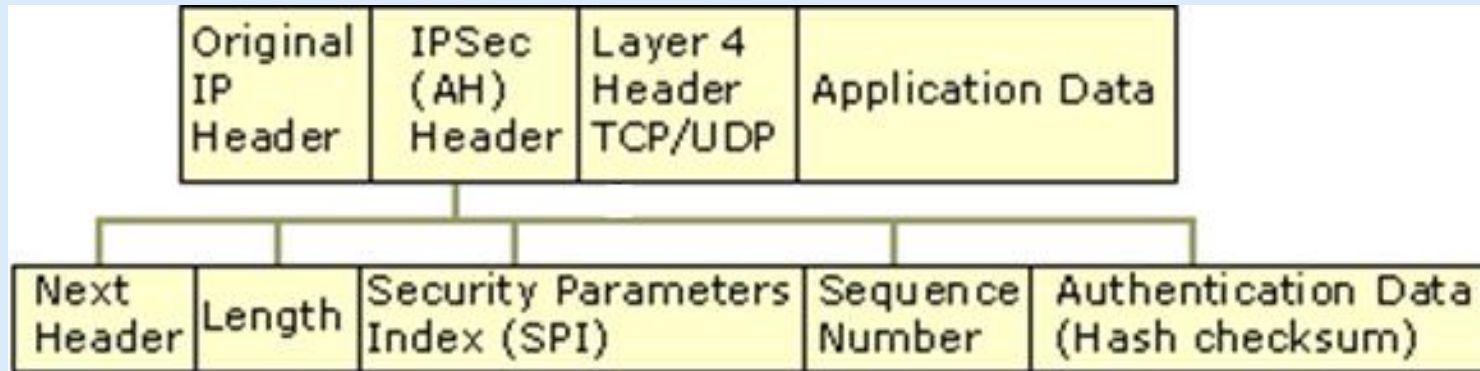 Original
IP
Header
IPSec
(AH)
Header
Layer 4
Header
TCP/UDP
Application Data
Next
Header
Length
Security Parameters
Index (SPI)
Sequence
Number
Authentication Data
(Hash checksum)